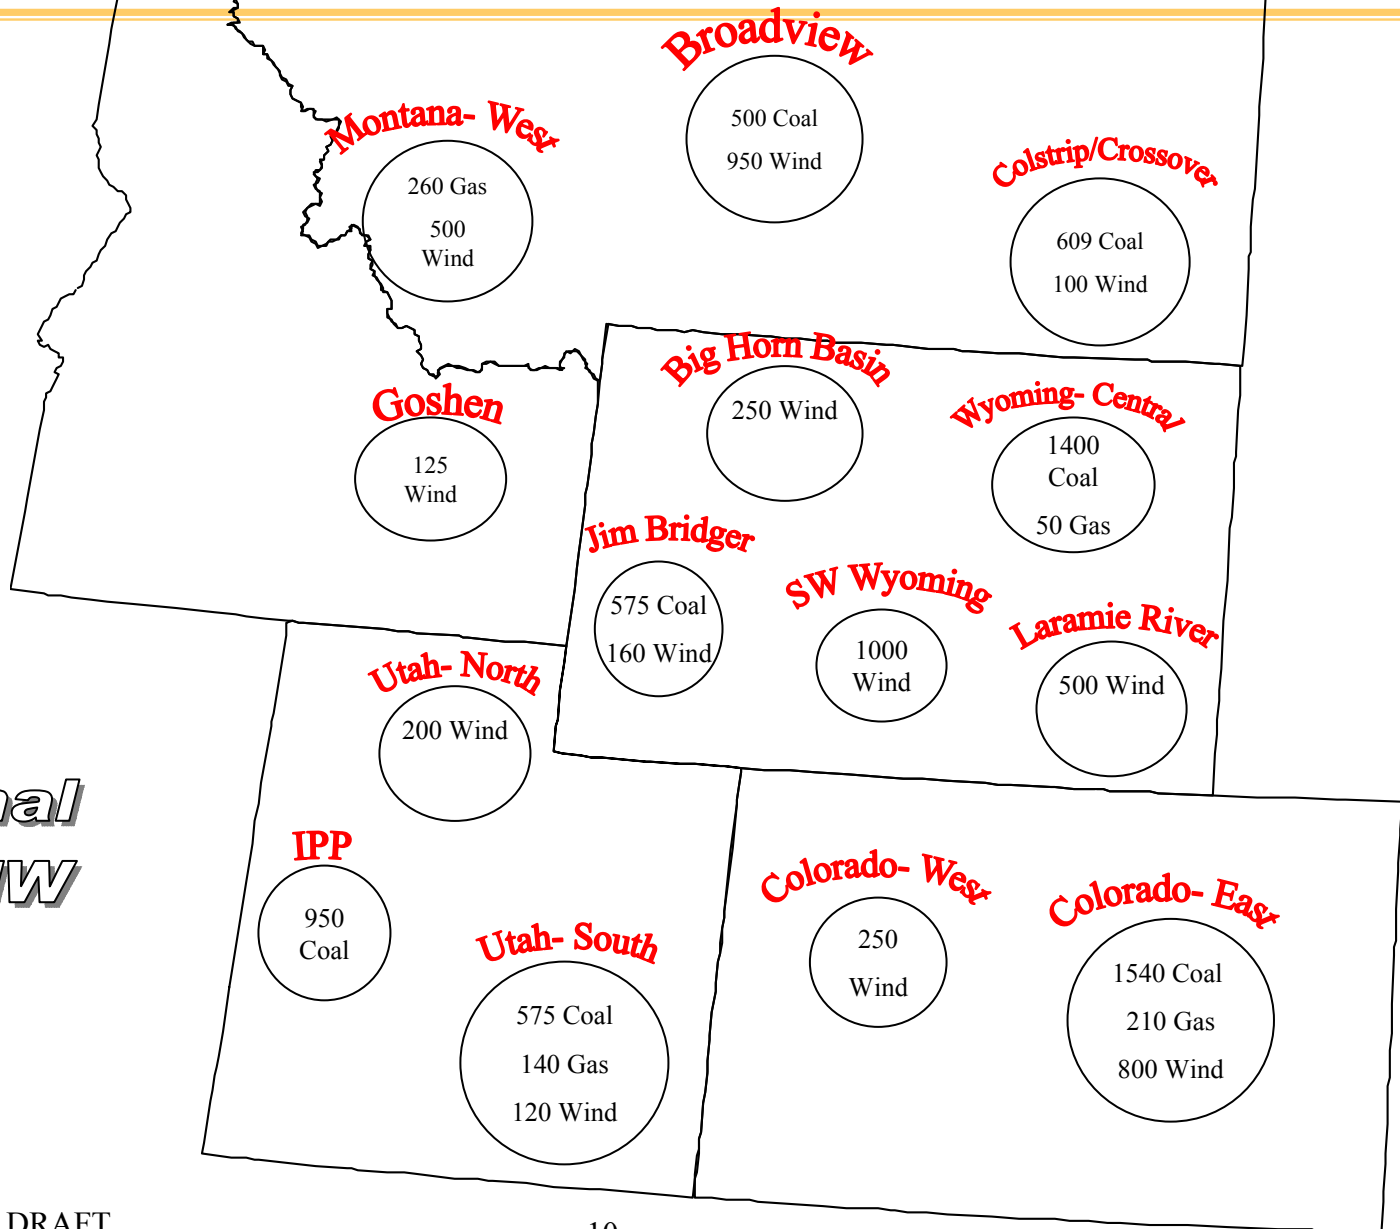 Broadview
500 Coal
950 Wind
Montana- West
260 Gas
500
Wind
Colstrip/Crossover
609 Coal
100 Wind
Big Horn Basin
250 Wind
Wyoming- Central
1400
Coal
50 Gas
Goshen
125
Wind
Jim Bridger
575 Coal
160 Wind
SW Wyoming
1000
Wind
Laramie River
500 Wind
Utah- North
200 Wind
IPP
950
Coal
Utah- South
575 Coal
140 Gas
120 Wind
Colorado- West
250
Wind
Colorado- East
1540 Coal
210 Gas
800 Wind
DRAFT
10